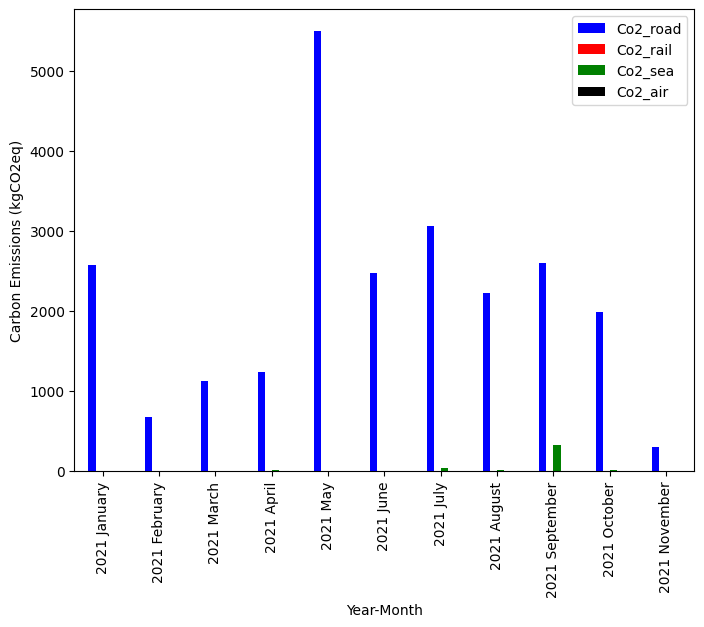 Co2_road
Co2_rail
Co2_sea
Co2_air
Carbon Emissions (kgCO2eq)
5000
4000
3000
2000
1000
0
2021 January
2021 February
2021 March
2021 April
2021 May
2021 June
2021 July
2021 August
2021 September
2021 October
2021 November
Year-Month